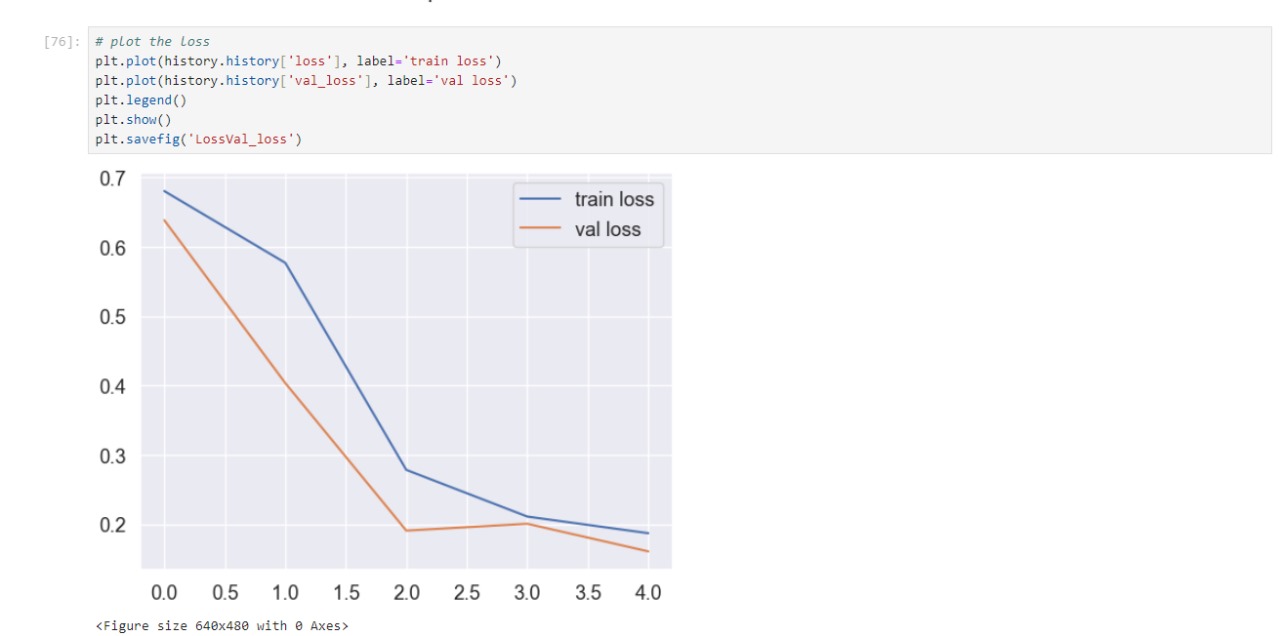 [76]: # plot the loss
plt.plot(history.history['loss'], label='train loss')
plt.plot(history.history['val_loss'], label='val loss')
plt.legend()
plt.show()
plt.savefig('LossVal_loss')
0.7
train loss
val loss
0.6
0.5
0.4
0.3
0.2
0.0 0.5 1.0 1.5 2.0 2.5 3.0 3.5 4.0
<Figure size 640x480 with 0 Axes>